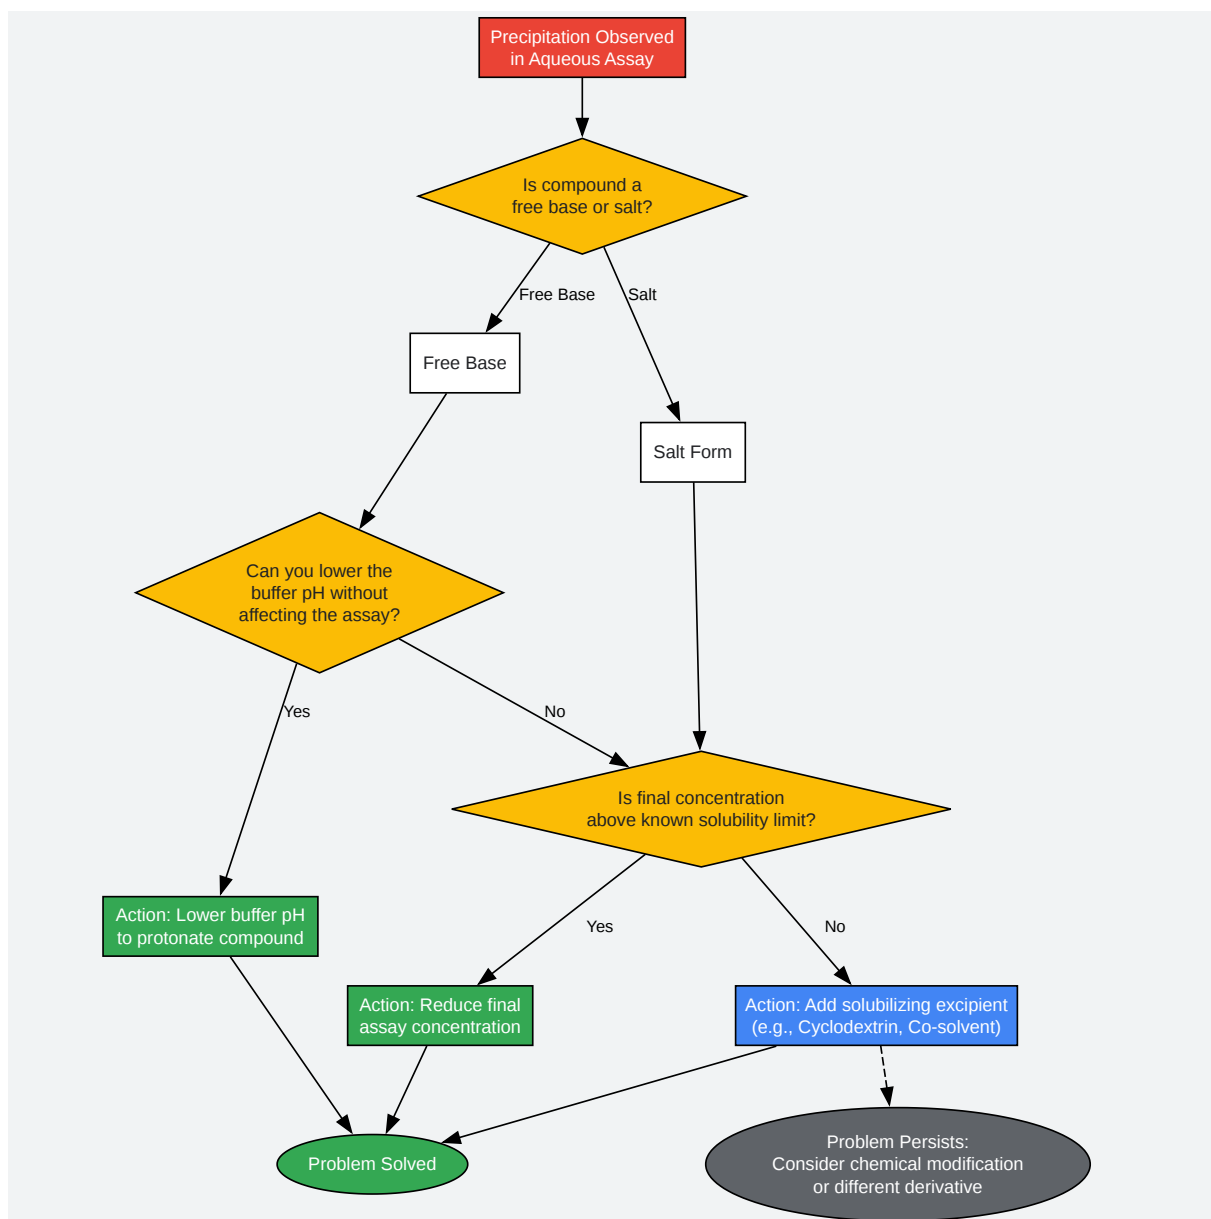 Precipitation Observed
in Aqueous Assay
Is compound a
free base or salt?
Free Base
Salt
Free Base
Salt Form
Can you lower the
buffer pH without
affecting the assay?
Yes
No
Is final concentration
above known solubility limit?
Action: Lower buffer pH
to protonate compound
Yes
No
Action: Reduce final
assay concentration
Action: Add solubilizing excipient
(e.g., Cyclodextrin, Co-solvent)
Problem Solved
Problem Persists:
Consider chemical modification
or different derivative